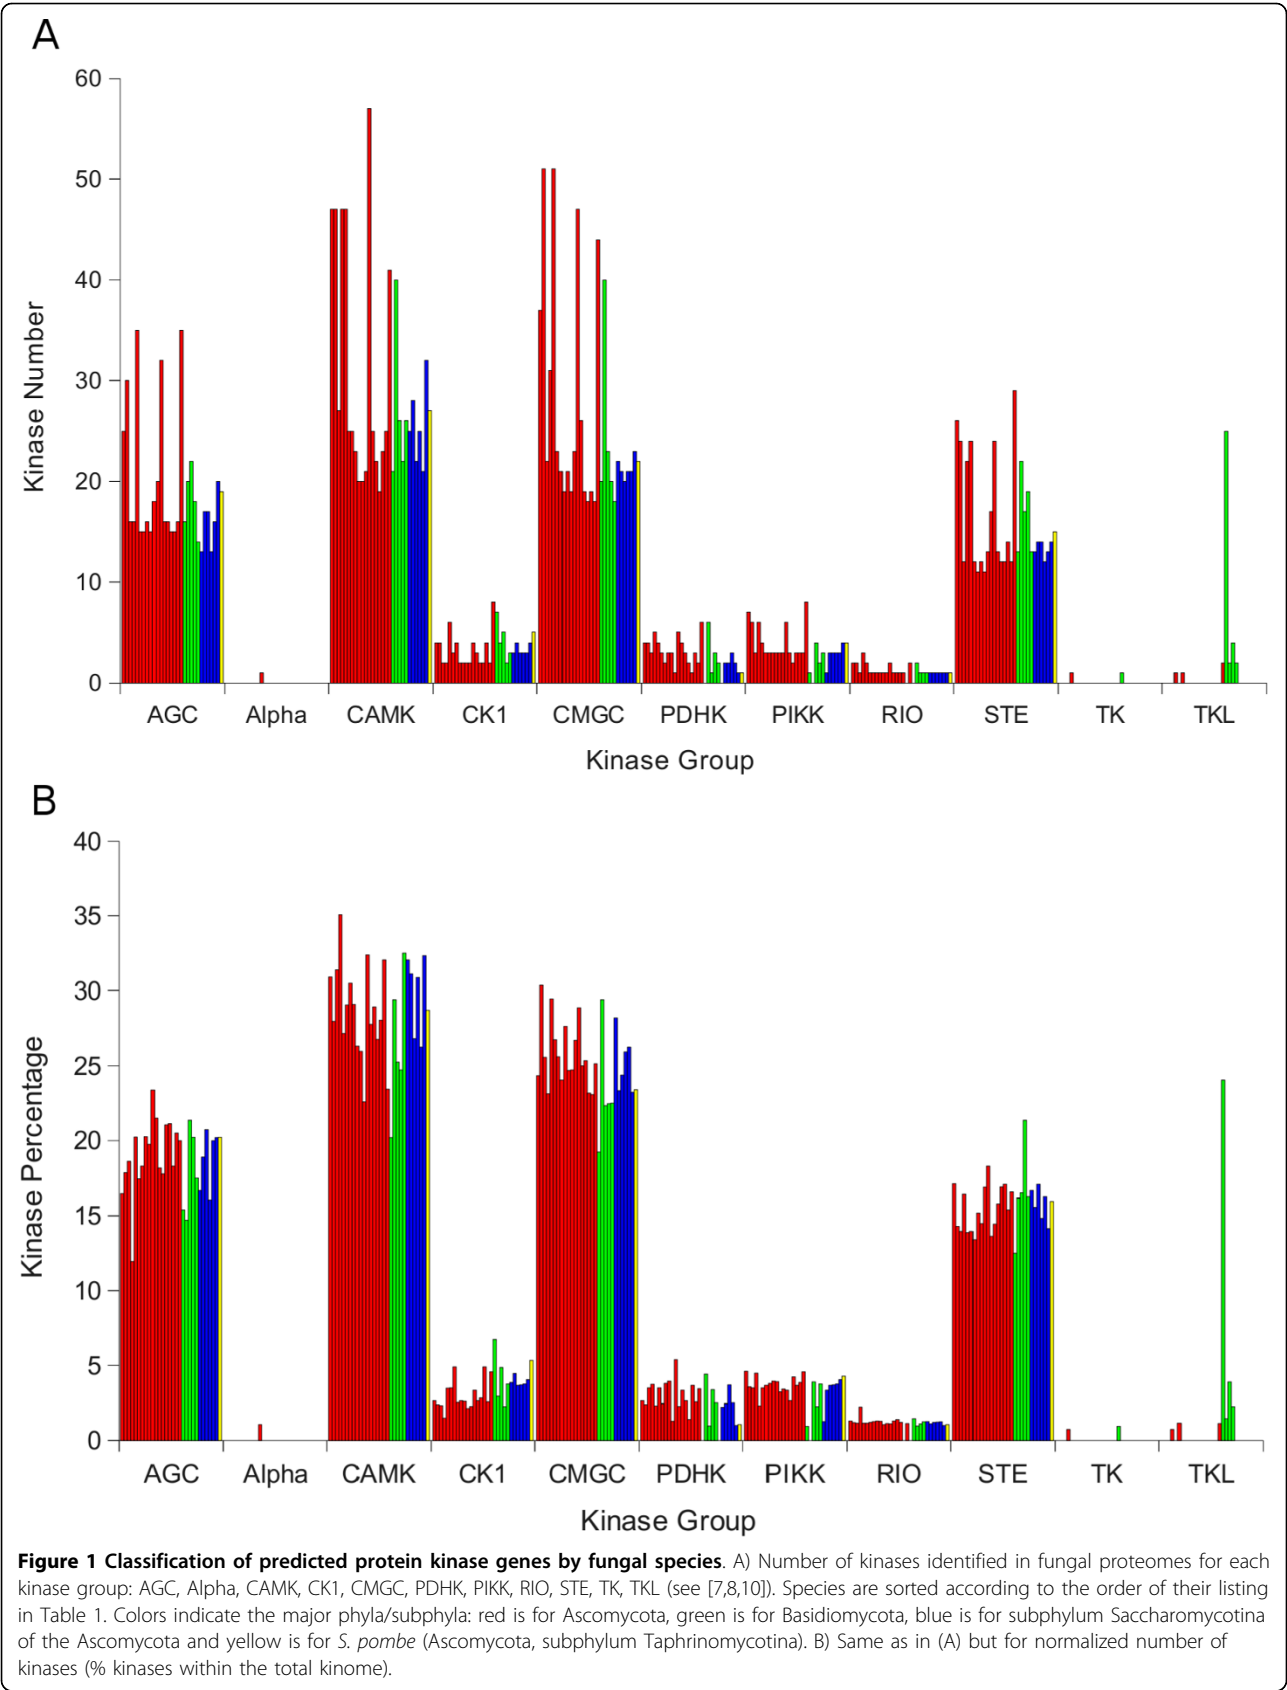 A
60
50
40
30
20
10
0
Kinase Number
AGC Alpha CAMK CK1 CMGC PDHK PIKK RIO STE TK TKL
Kinase Group
B
40
35
30
25
20
15
10
5
0
Kinase Percentage
AGC Alpha CAMK CK1 CMGC PDHK PIKK RIO STE TK TKL
Kinase Group
Figure 1 Classification of predicted protein kinase genes by fungal species. A) Number of kinases identified in fungal proteomes for each
kinase group: AGC, Alpha, CAMK, CK1, CMGC, PDHK, PIKK, RIO, STE, TK, TKL (see [7,8,10]). Species are sorted according to the order of their listing
in Table 1. Colors indicate the major phyla/subphyla: red is for Ascomycota, green is for Basidiomycota, blue is for subphylum Saccharomycotina
of the Ascomycota and yellow is for S. pombe (Ascomycota, subphylum Taphrinomycotina). B) Same as in (A) but for normalized number of
kinases (% kinases within the total kinome).